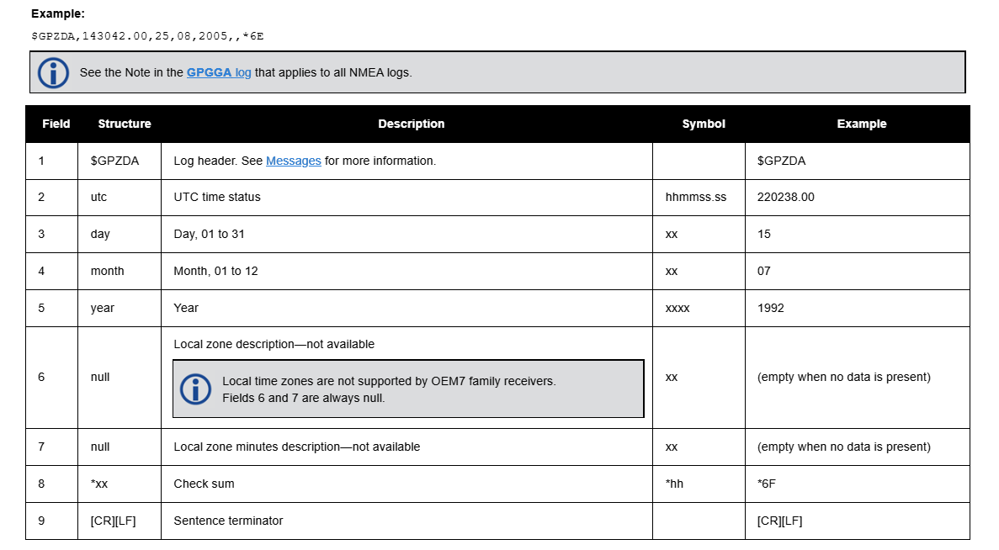 Example:
$GPZDA,143042.00,25,08,2005,,*6E
See the Note in the GPGGA log that applies to all NMEA logs.
Field Structure Description Symbol Example
1 $GPZDA Log header. See Messages for more information. $GPZDA
2 utc UTC time status hhmmss.ss 220238.00
3 day Day, 01 to 31 xx 15
4 month Month, 01 to 12 xx 07
5 year Year xxxx 1992
Local zone description—not available
6 null Local time zones are not supported by OEM7 family receivers. xx (empty when no data is present)
Fields 6 and 7 are always null.
7 null Local zone minutes description—not available xx (empty when no data is present)
8 *xx Check sum *hh *6F
9 [CR][LF] Sentence terminator [CR][LF]